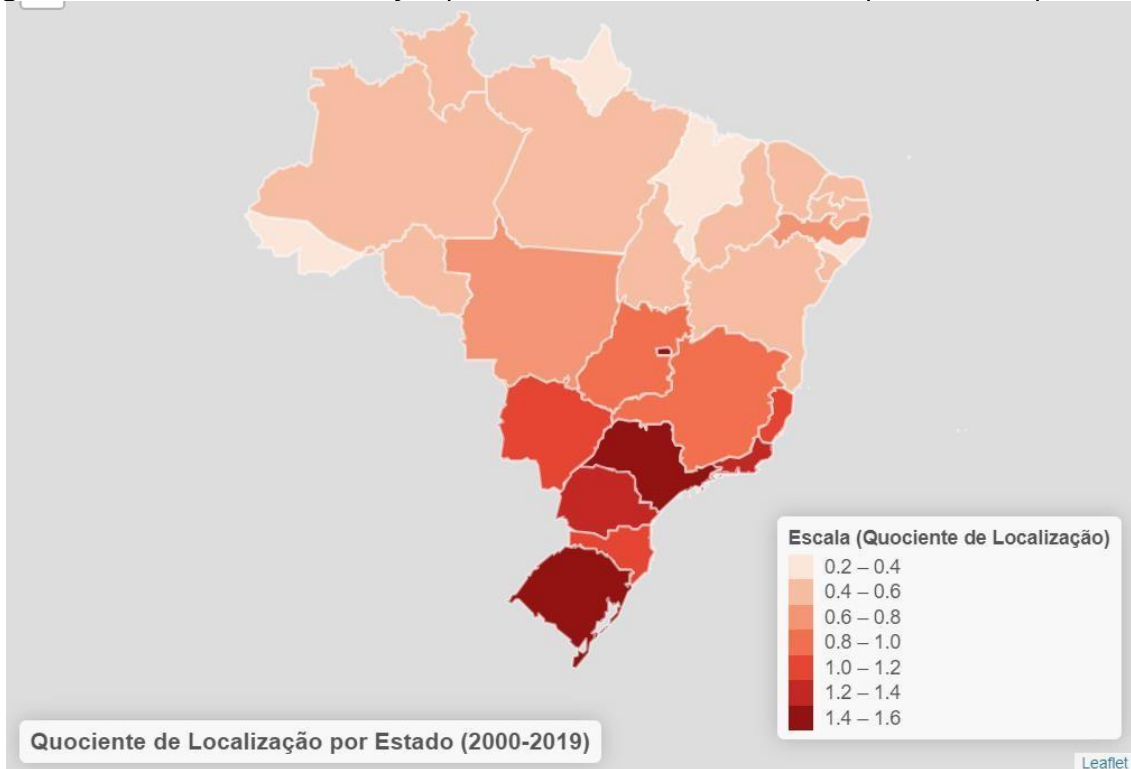 Escala (Quociente de Localização)
0.2 – 0.4
0.4 – 0.6
0.6 – 0.8
0.8 – 1.0
1.0 – 1.2
1.2 – 1.4
1.4 – 1.6
Quociente de Localização por Estado (2000-2019)
Leaflet